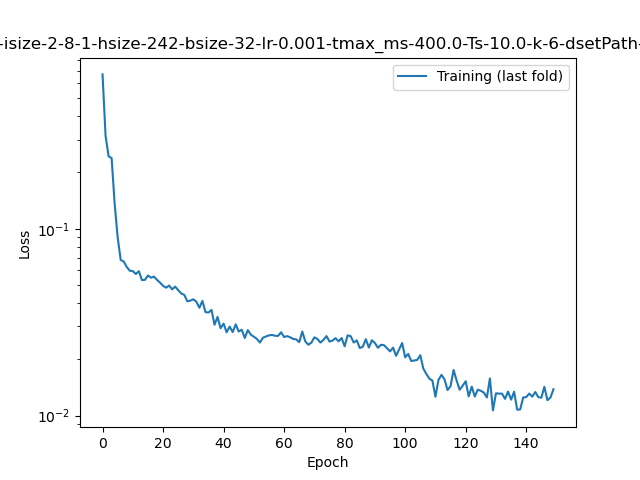 -isize-2-8-1-hsize-242-bsize-32-lr-0.001-tmax_ms-400.0-Ts-10.0-k-6-dsetPath-
Training (last fold)
Loss
10⁻¹
10⁻²
0 20 40 60 80 100 120 140
Epoch